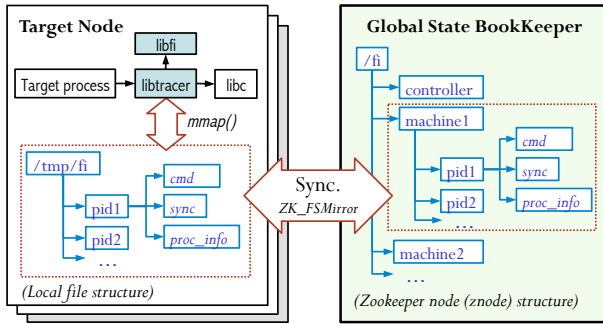 Target Node
libfi
Target process
libtracer
libc
mmap()
/tmp/fi
cmd
pid1
sync
pid2
proc_info
...
(Local file structure)
Sync.
ZK_FSMirror
Global State BookKeeper
/fi
controller
machine1
cmd
pid1
sync
pid2
proc_info
...
machine2
...
(Zookeeper node (znode) structure)